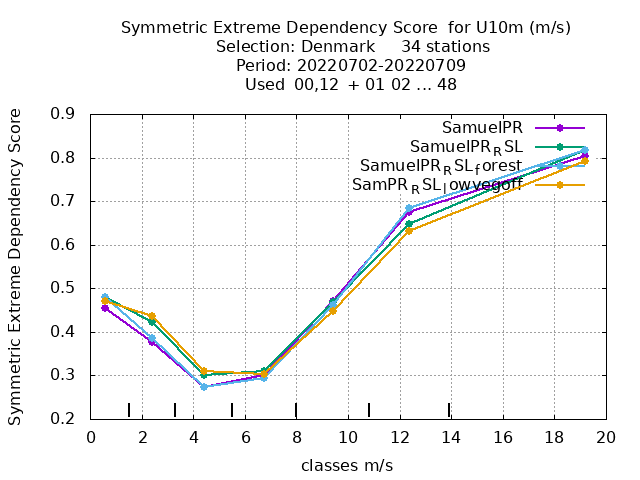 Symmetric Extreme Dependency Score for U10m (m/s)
Selection: Denmark 34 stations
Period: 20220702-20220709
Used 00,12 + 01 02 ... 48
Symmetric Extreme Dependency Score
0.9
0.8
0.7
0.6
0.5
0.4
0.3
0.2
SamuelPR
SamuelPR_RSL
SamuelPR_RSL_forest
SamPR_RSL_lowvegoff
0 2 4 6 8 10 12 14 16 18 20
classes m/s